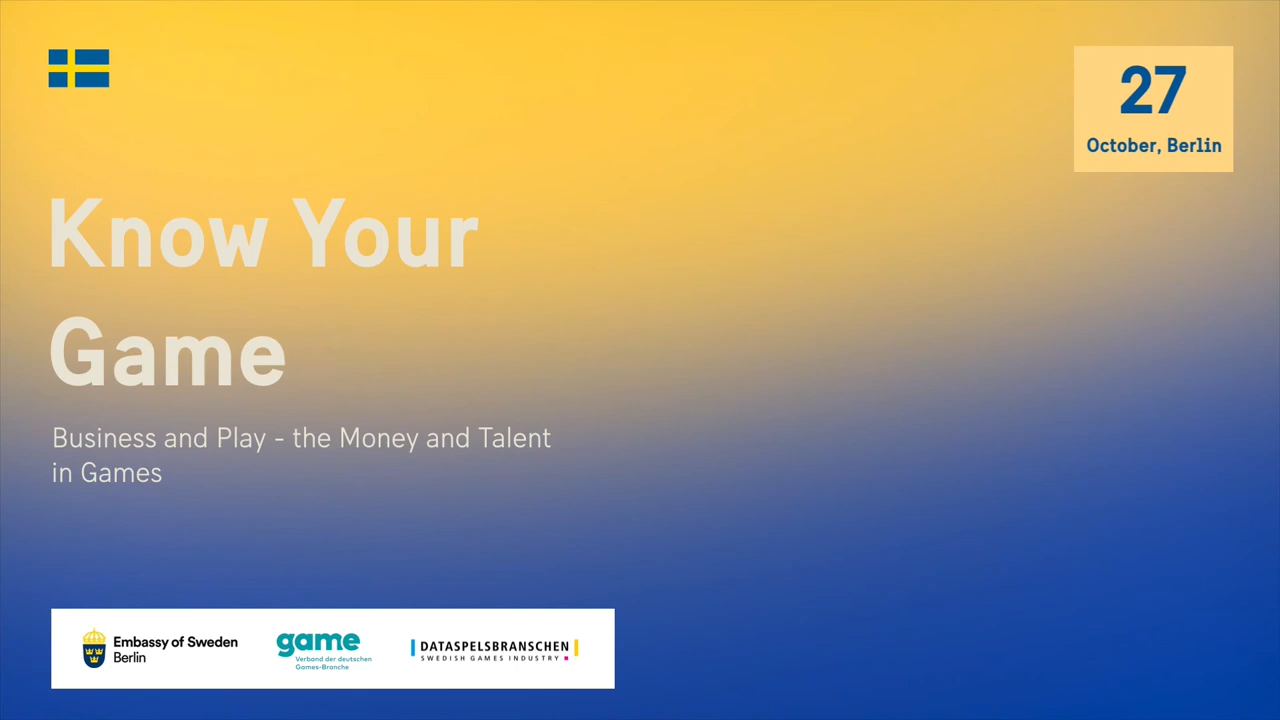 27
October, Berlin
Know Your
Game
Business and Play - the Money and Talent
in Games
Embassy of Sweden
Berlin
game
Verband der deutschen
Games-Branche
DATASPELSBRANSCHEN
SWEDISH GAMES INDUSTRY